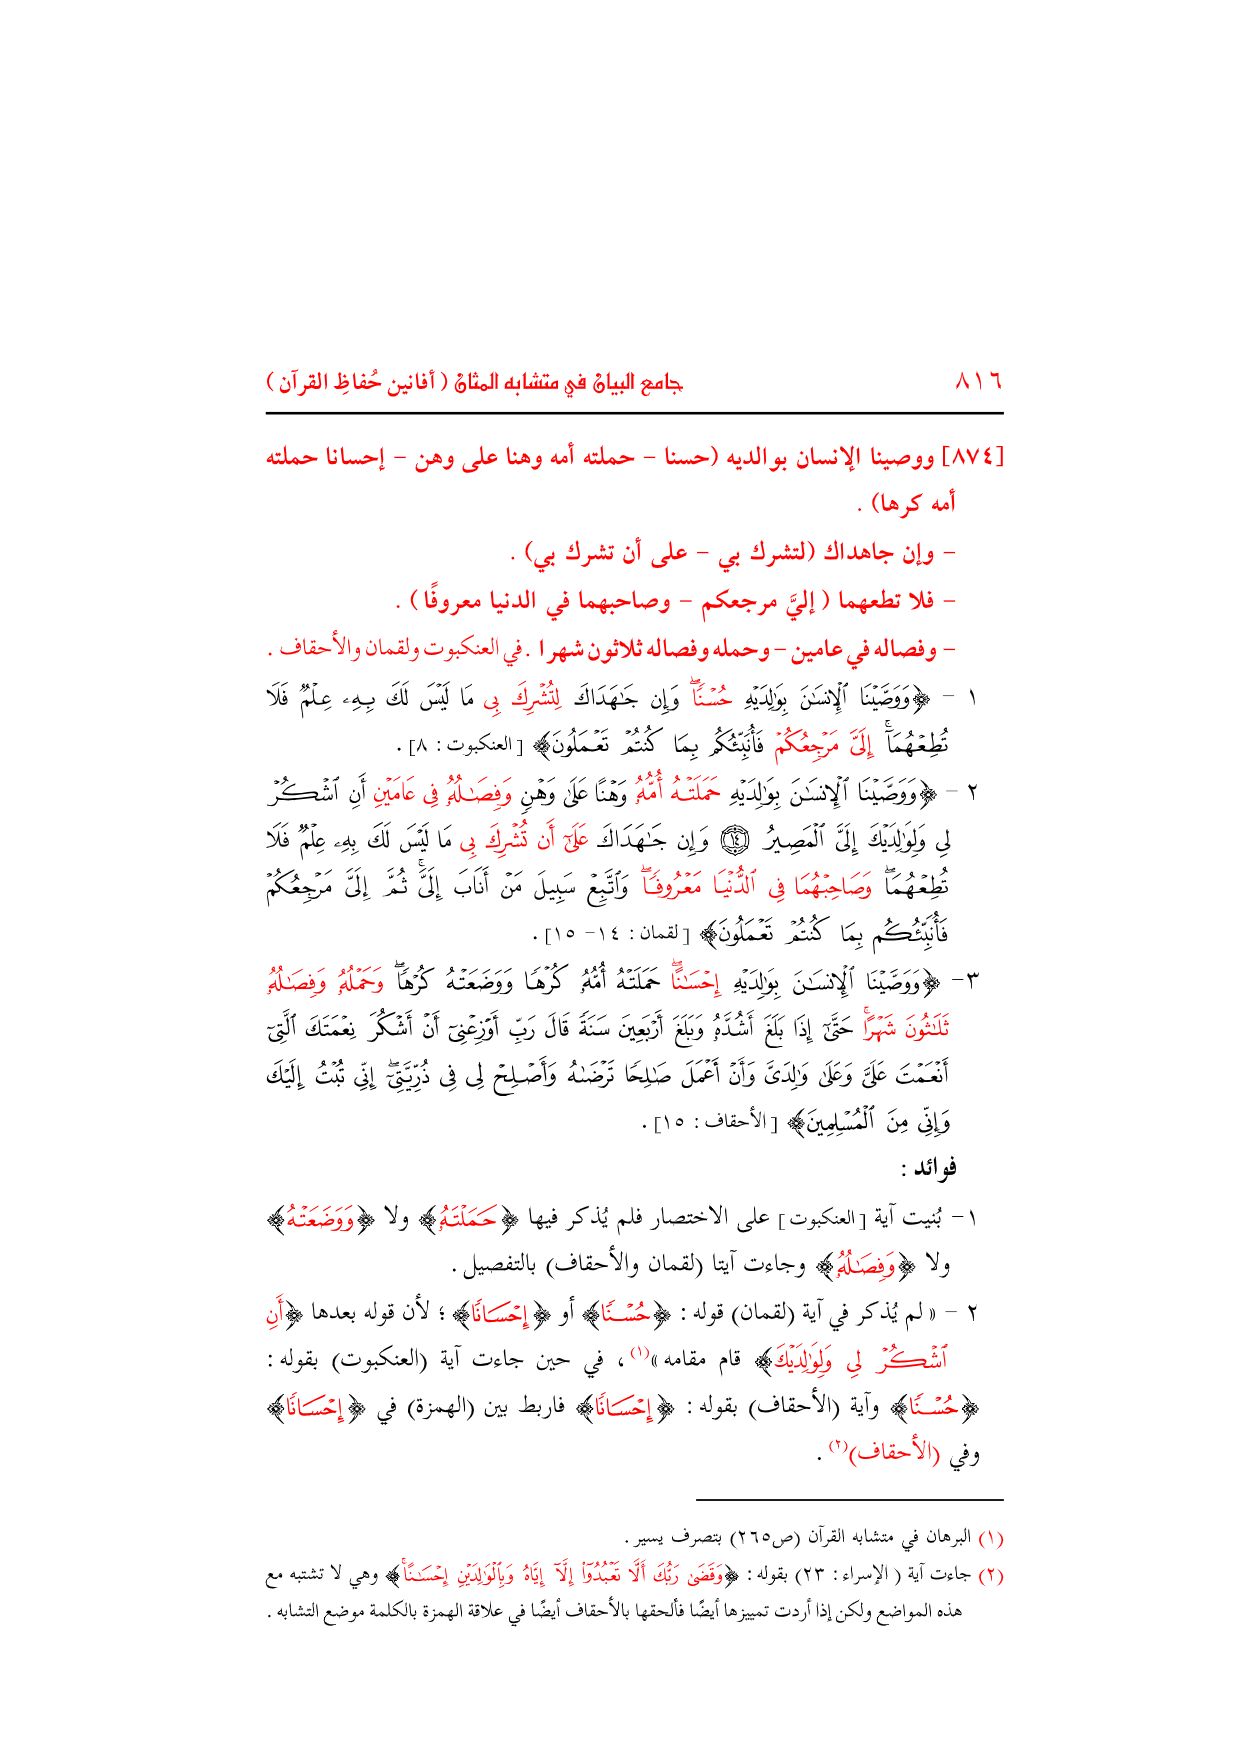 ٨١٦ جامع البيان في متشابه المثان ( أفانين حُفاظِ القرآن )
[٨٧٤] ووصينا الإنسان بوالديه (حسنا – حملته أمه وهنا على وهن – إحسانا حملته
أمه كرها) .
– وإن جاهداك (لتشرك بي – على أن تشرك بي) .
– فلا تطعهما ( إليَّ مرجعكم – وصاحبهما في الدنيا معروفًا ) .
– وفصاله في عامين – وحمله وفصاله ثلاثون شهرا . في العنكبوت ولقمان والأحقاف .
١ – ﴿وَوَصَّيۡنَا ٱلۡإِنسَٰنَ بِوَٰلِدَيۡهِ حُسۡنٗاۖ وَإِن جَٰهَدَاكَ لِتُشۡرِكَ بِي مَا لَيۡسَ لَكَ بِهِۦ عِلۡمٞ فَلَا
تُطِعۡهُمَآۚ إِلَيَّ مَرۡجِعُكُمۡ فَأُنَبِّئُكُم بِمَا كُنتُمۡ تَعۡمَلُونَ﴾ [العنكبوت : ٨] .
٢ – ﴿وَوَصَّيۡنَا ٱلۡإِنسَٰنَ بِوَٰلِدَيۡهِ حَمَلَتۡهُ أُمُّهُۥ وَهۡنًا عَلَىٰ وَهۡنٖ وَفِصَٰلُهُۥ فِي عَامَيۡنِ أَنِ ٱشۡكُرۡ
لِي وَلِوَٰلِدَيۡكَ إِلَيَّ ٱلۡمَصِيرُ ۝١٤ وَإِن جَٰهَدَاكَ عَلَىٰٓ أَن تُشۡرِكَ بِي مَا لَيۡسَ لَكَ بِهِۦ عِلۡمٞ فَلَا
تُطِعۡهُمَاۖ وَصَاحِبۡهُمَا فِي ٱلدُّنۡيَا مَعۡرُوفٗاۖ وَٱتَّبِعۡ سَبِيلَ مَنۡ أَنَابَ إِلَيَّۚ ثُمَّ إِلَيَّ مَرۡجِعُكُمۡ
فَأُنَبِّئُكُم بِمَا كُنتُمۡ تَعۡمَلُونَ﴾ [لقمان : ١٤– ١٥] .
٣– ﴿وَوَصَّيۡنَا ٱلۡإِنسَٰنَ بِوَٰلِدَيۡهِ إِحۡسَٰنًاۖ حَمَلَتۡهُ أُمُّهُۥ كُرۡهٗا وَوَضَعَتۡهُ كُرۡهٗاۖ وَحَمۡلُهُۥ وَفِصَٰلُهُۥ
ثَلَٰثُونَ شَهۡرًاۚ حَتَّىٰٓ إِذَا بَلَغَ أَشُدَّهُۥ وَبَلَغَ أَرۡبَعِينَ سَنَةٗ قَالَ رَبِّ أَوۡزِعۡنِيٓ أَنۡ أَشۡكُرَ نِعۡمَتَكَ ٱلَّتِيٓ
أَنۡعَمۡتَ عَلَيَّ وَعَلَىٰ وَٰلِدَيَّ وَأَنۡ أَعۡمَلَ صَٰلِحٗا تَرۡضَىٰهُ وَأَصۡلِحۡ لِي فِي ذُرِّيَّتِيٓۖ إِنِّي تُبۡتُ إِلَيۡكَ
وَإِنِّي مِنَ ٱلۡمُسۡلِمِينَ﴾ [الأحقاف : ١٥] .
فوائد :
١– بُنيت آية [العنكبوت] على الاختصار فلم يُذكر فيها ﴿حَمَلَتۡهُ﴾ ولا ﴿وَوَضَعَتۡهُ﴾
ولا ﴿وَفِصَٰلُهُۥ﴾ وجاءت آيتا (لقمان والأحقاف) بالتفصيل .
٢ – « لم يُذكر في آية (لقمان) قوله : ﴿حُسۡنًا﴾ أو ﴿إِحۡسَانًا﴾ ؛ لأن قوله بعدها ﴿أَنِ
ٱشۡكُرۡ لِي وَلِوَٰلِدَيۡكَ﴾ قام مقامه »(١) ، في حين جاءت آية (العنكبوت) بقوله :
﴿حُسۡنًا﴾ وآية (الأحقاف) بقوله : ﴿إِحۡسَانًا﴾ فاربط بين (الهمزة) في ﴿إِحۡسَانًا﴾
وفي (الأحقاف)(٢) .
(١) البرهان في متشابه القرآن (ص٢٦٥) بتصرف يسير .
(٢) جاءت آية ( الإسراء : ٢٣) بقوله : ﴿وَقَضَىٰ رَبُّكَ أَلَّا تَعۡبُدُوٓاْ إِلَّآ إِيَّاهُ وَبِٱلۡوَٰلِدَيۡنِ إِحۡسَٰنًاۚ﴾ وهي لا تشتبه مع
هذه المواضع ولكن إذا أردت تمييزها أيضًا فألحقها بالأحقاف أيضًا في علاقة الهمزة بالكلمة موضع التشابه .